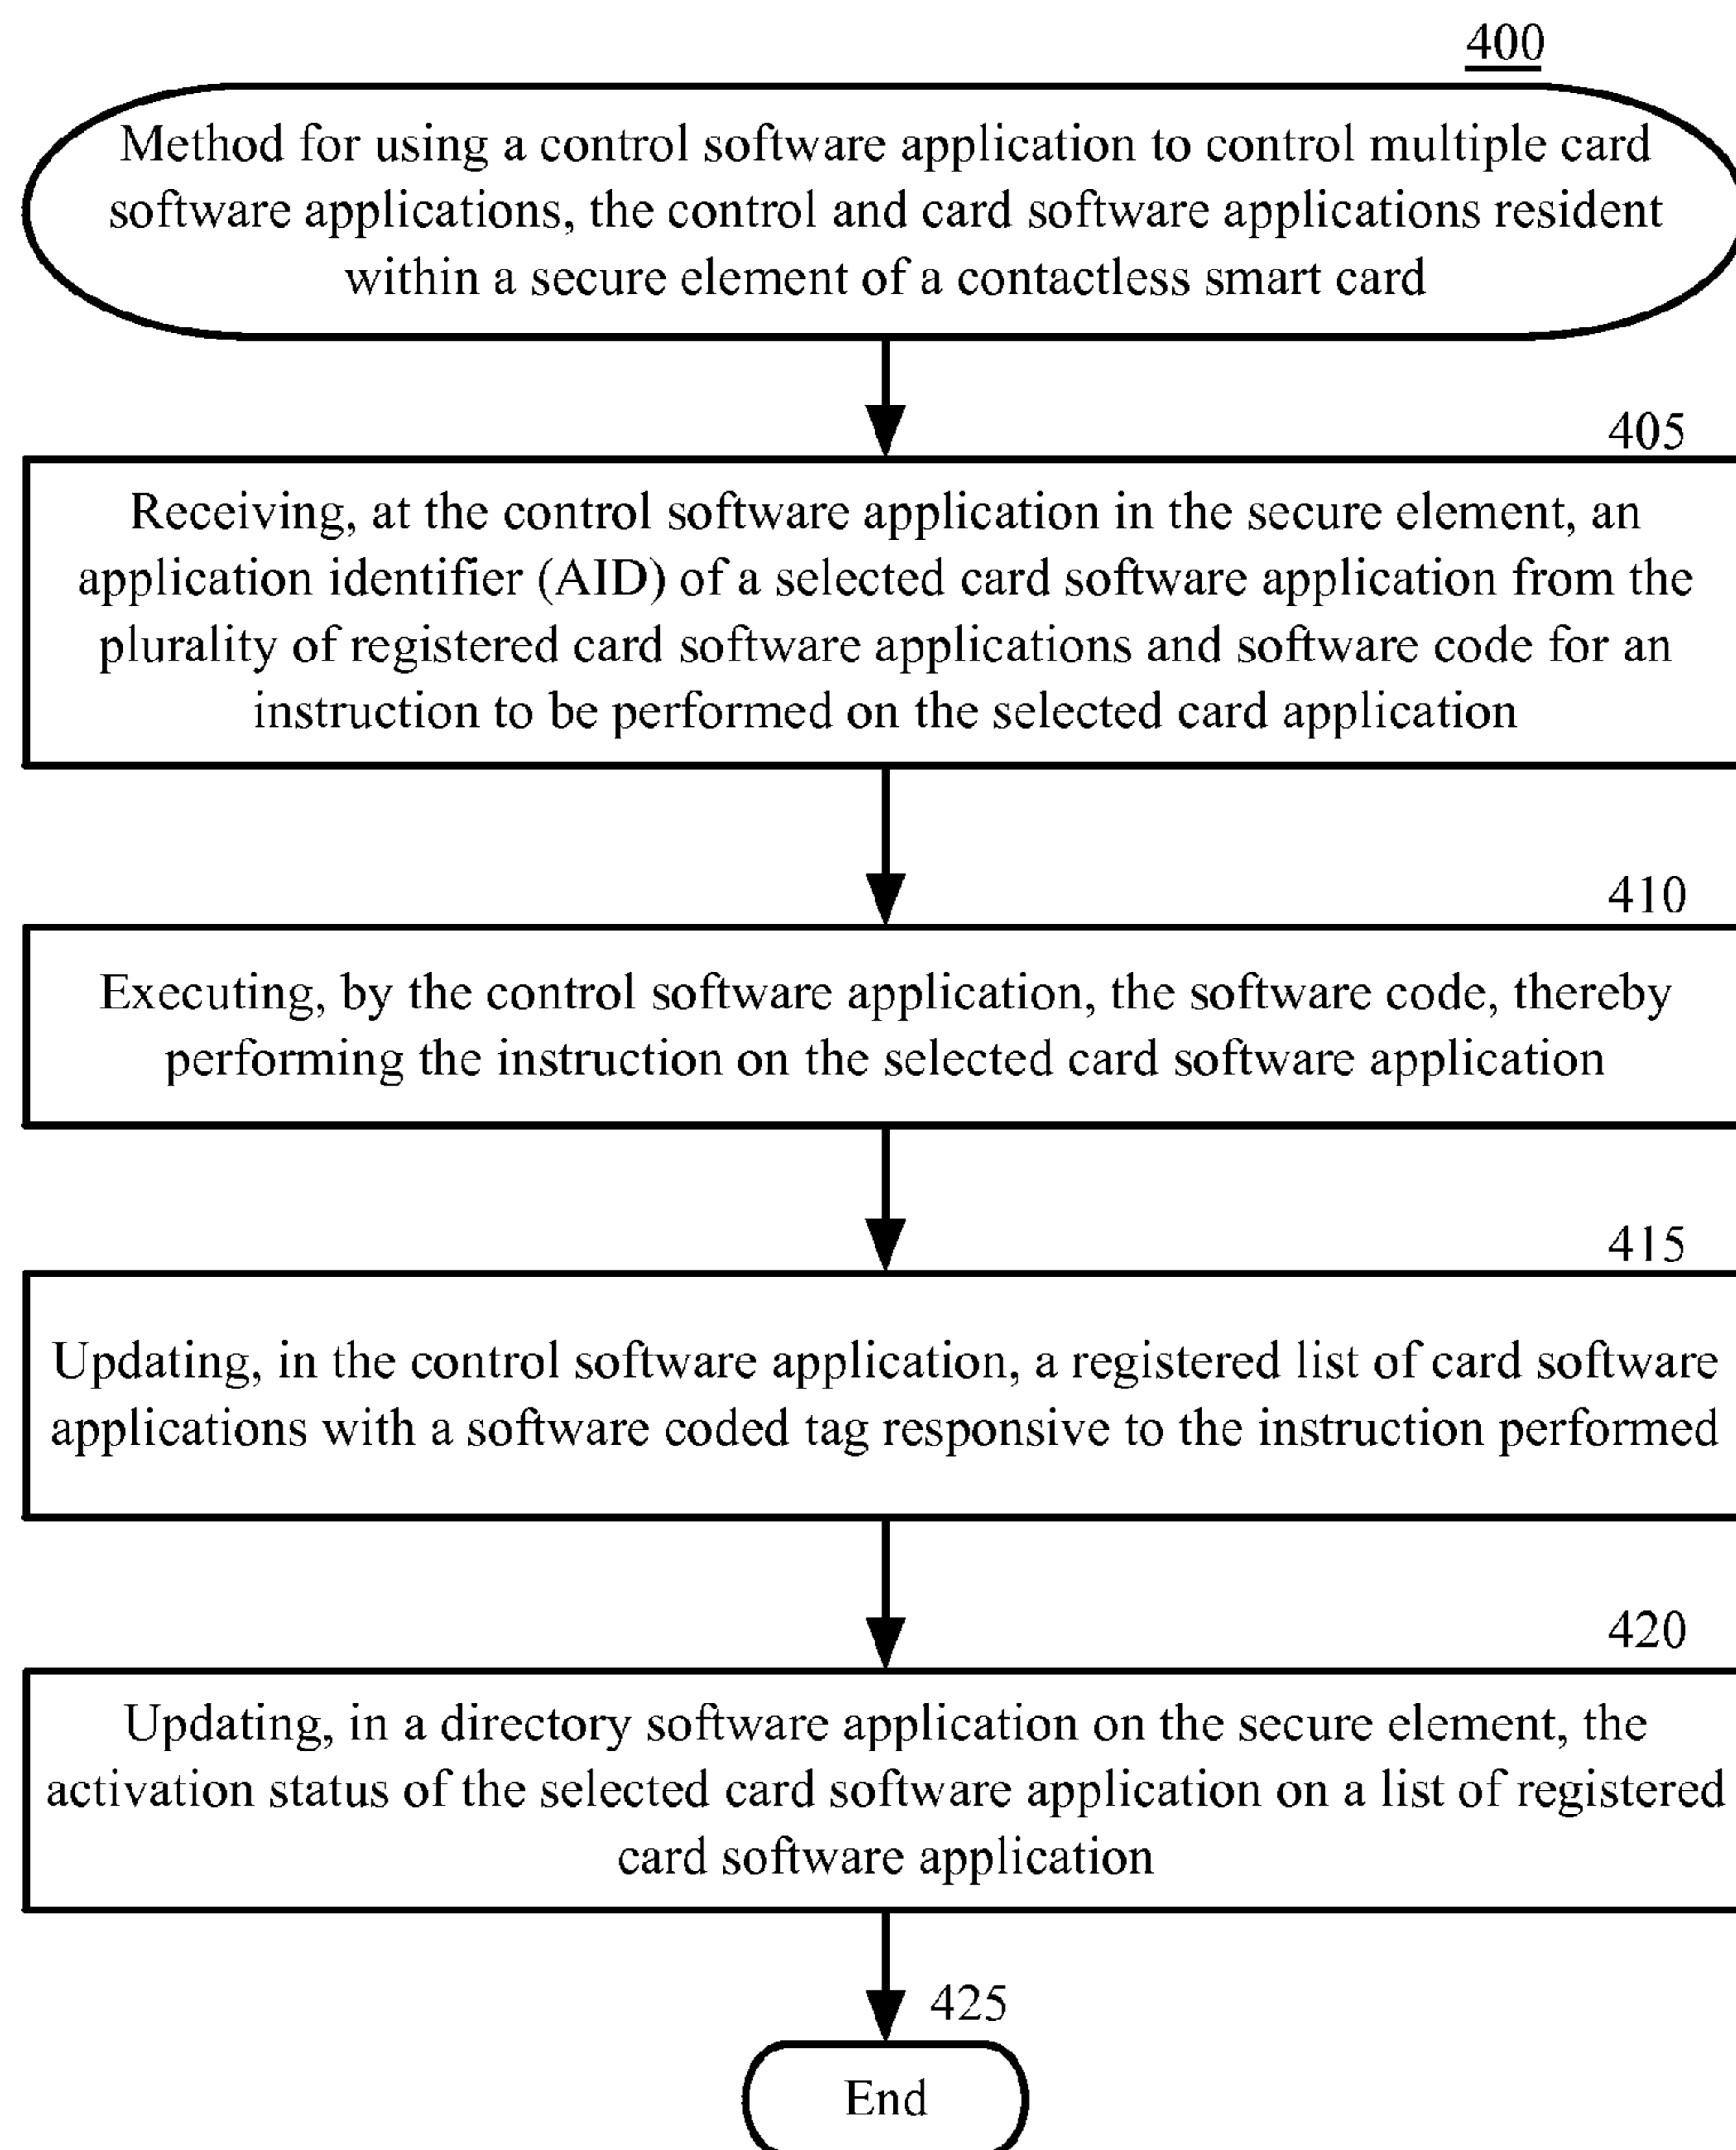 400
Method for using a control software application to control multiple card
software applications, the control and card software applications resident
within a secure element of a contactless smart card
405
Receiving, at the control software application in the secure element, an
application identifier (AID) of a selected card software application from the
plurality of registered card software applications and software code for an
instruction to be performed on the selected card application
410
Executing, by the control software application, the software code, thereby
performing the instruction on the selected card software application
415
Updating, in the control software application, a registered list of card software
applications with a software coded tag responsive to the instruction performed
420
Updating, in a directory software application on the secure element, the
activation status of the selected card software application on a list of registered
card software application
425
End